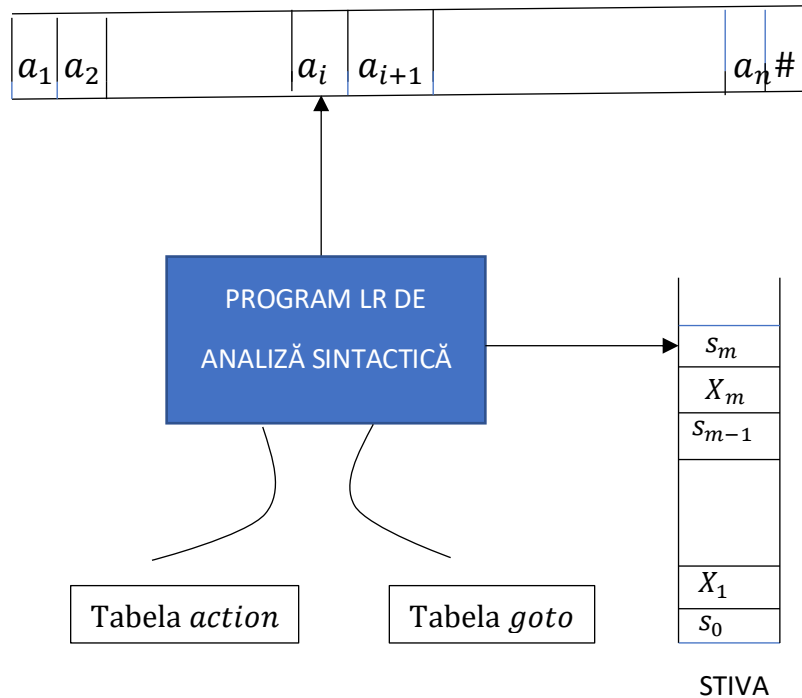 a₁ a₂ aᵢ aᵢ₊₁ aₙ #
PROGRAM LR DE
ANALIZĂ SINTACTICĂ
sₘ
Xₘ
sₘ₋₁
X₁
s₀
Tabela action
Tabela goto
STIVA